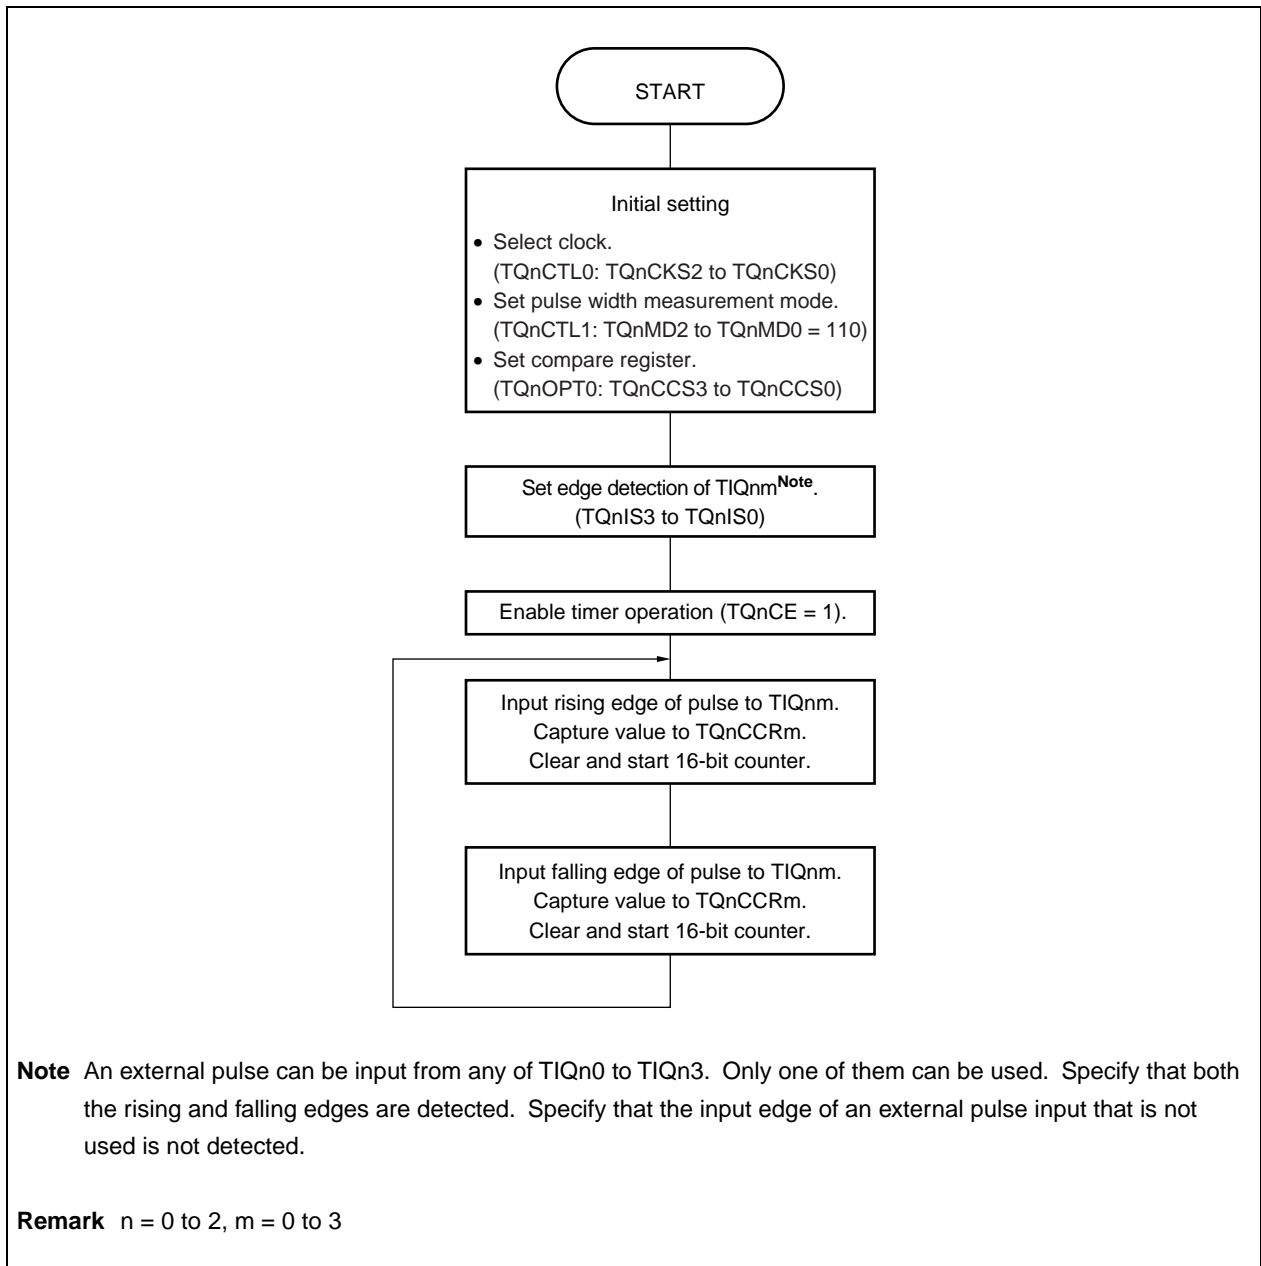 START
Initial setting
• Select clock.
(TQnCTL0: TQnCKS2 to TQnCKS0)
• Set pulse width measurement mode.
(TQnCTL1: TQnMD2 to TQnMD0 = 110)
• Set compare register.
(TQnOPT0: TQnCCS3 to TQnCCS0)
Set edge detection of TIQnmNote.
(TQnIS3 to TQnIS0)
Enable timer operation (TQnCE = 1).
Input rising edge of pulse to TIQnm.
Capture value to TQnCCRm.
Clear and start 16-bit counter.
Input falling edge of pulse to TIQnm.
Capture value to TQnCCRm.
Clear and start 16-bit counter.
Note An external pulse can be input from any of TIQn0 to TIQn3. Only one of them can be used. Specify that both
the rising and falling edges are detected. Specify that the input edge of an external pulse input that is not
used is not detected.
Remark n = 0 to 2, m = 0 to 3